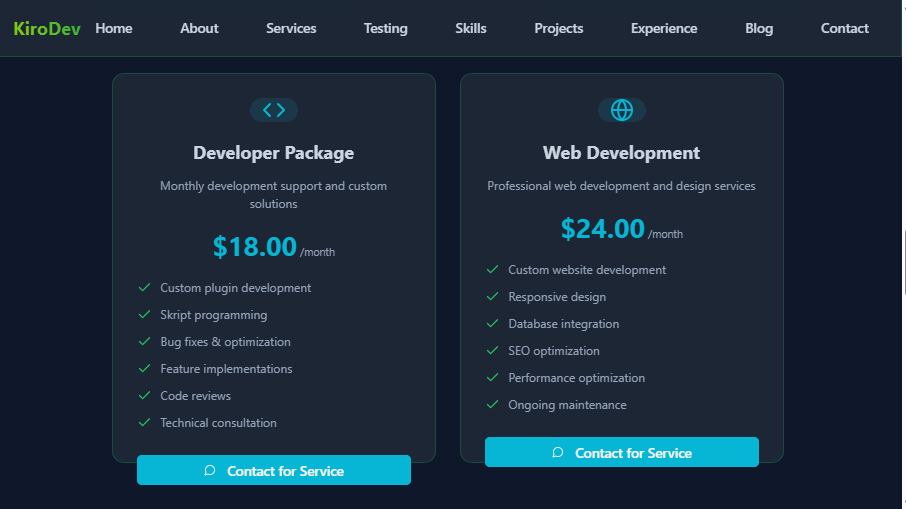 KiroDev Home About Services Testing Skills Projects Experience Blog Contact
Developer Package
Monthly development support and custom
solutions
$18.00 /month
Custom plugin development
Skript programming
Bug fixes & optimization
Feature implementations
Code reviews
Technical consultation
Contact for Service
Web Development
Professional web development and design services
$24.00 /month
Custom website development
Responsive design
Database integration
SEO optimization
Performance optimization
Ongoing maintenance
Contact for Service